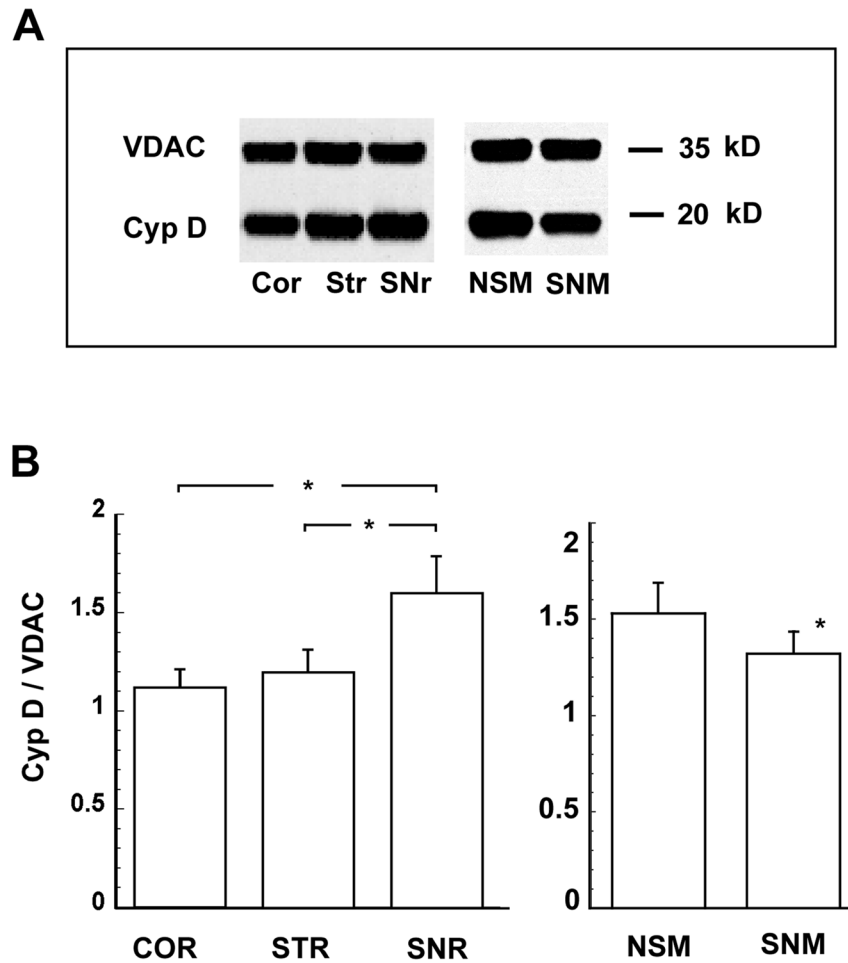 A
VDAC
35 kD
Cyp D
20 kD
Cor Str SNr NSM SNM
B
*
*
2
1.5
1
0.5
0
Cyp D / VDAC
COR STR SNR
2
1.5
1
0.5
0
*
NSM SNM